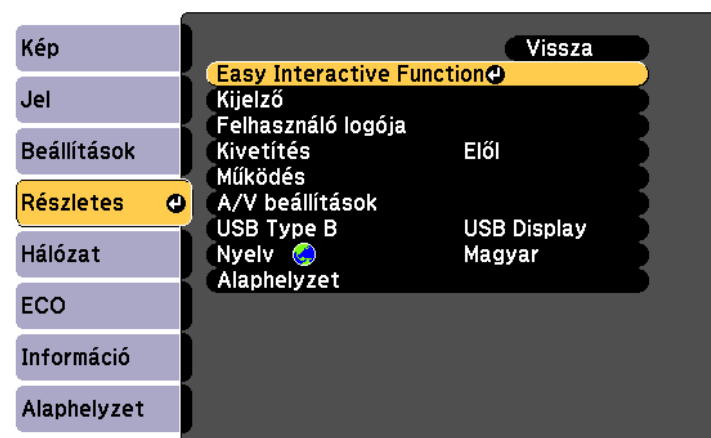 Kép
Jel
Beállítások
Részletes
Hálózat
ECO
Információ
Alaphelyzet
Vissza
Easy Interactive Function
Kijelző
Felhasználó logója
Kivetítés Elől
Működés
A/V beállítások
USB Type B USB Display
Nyelv Magyar
Alaphelyzet